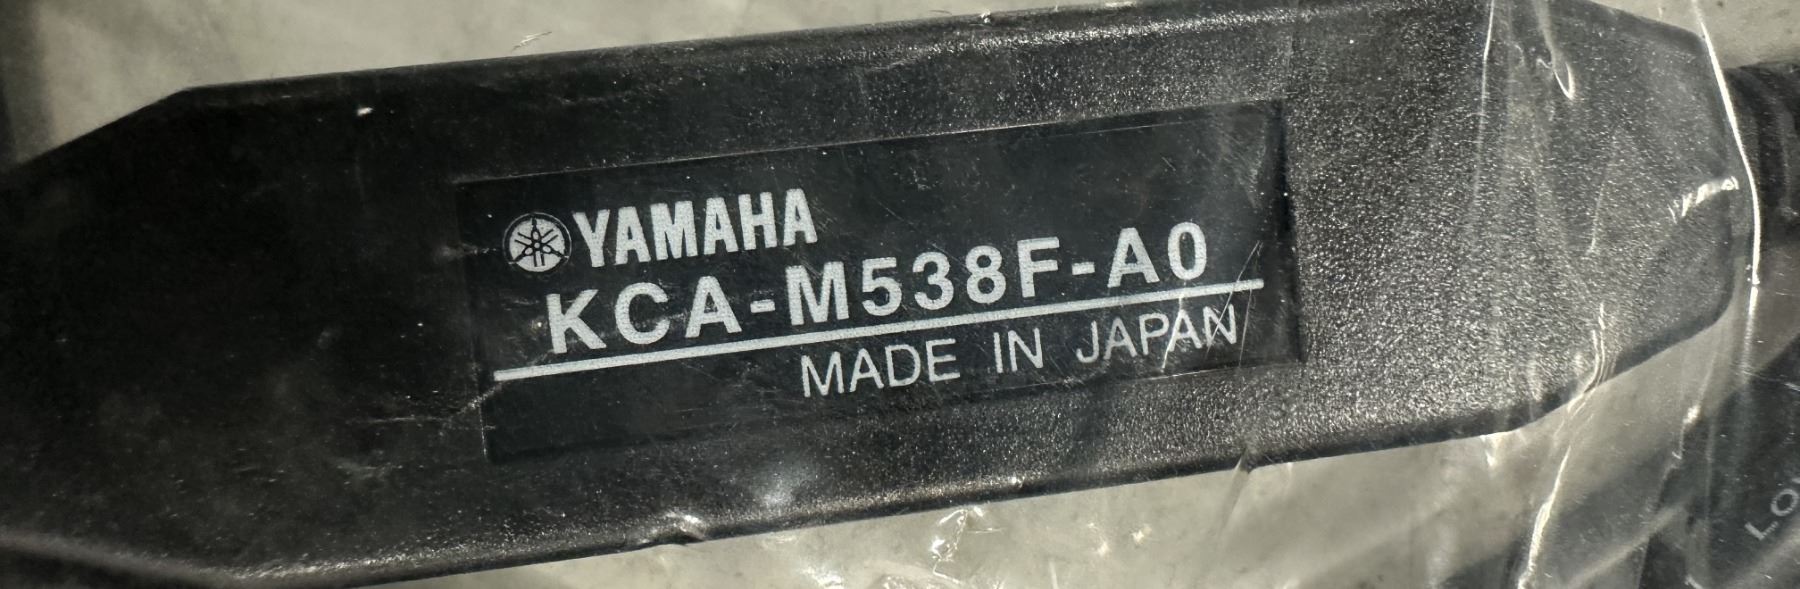 YAMAHA
KCA-M538F-A0
MADE IN JAPAN